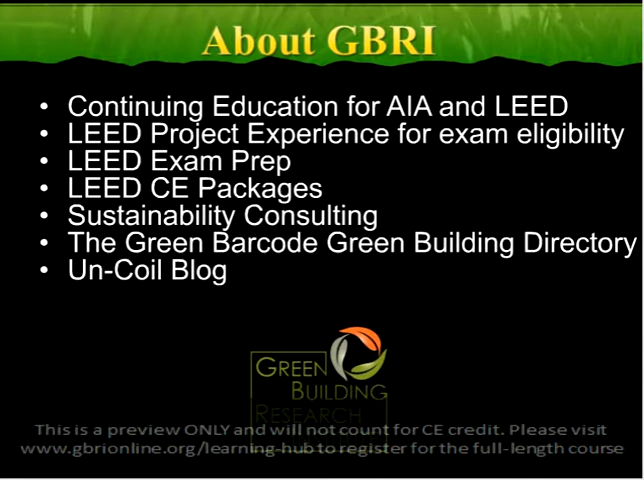 About GBRI
• Continuing Education for AIA and LEED
• LEED Project Experience for exam eligibility
• LEED Exam Prep
• LEED CE Packages
• Sustainability Consulting
• The Green Barcode Green Building Directory
• Un-Coil Blog
GREEN
BUILDING
RESEARCH
This is a preview ONLY and will not count for CE credit. Please visit
www.gbrionline.org/learning-hub to register for the full-length course